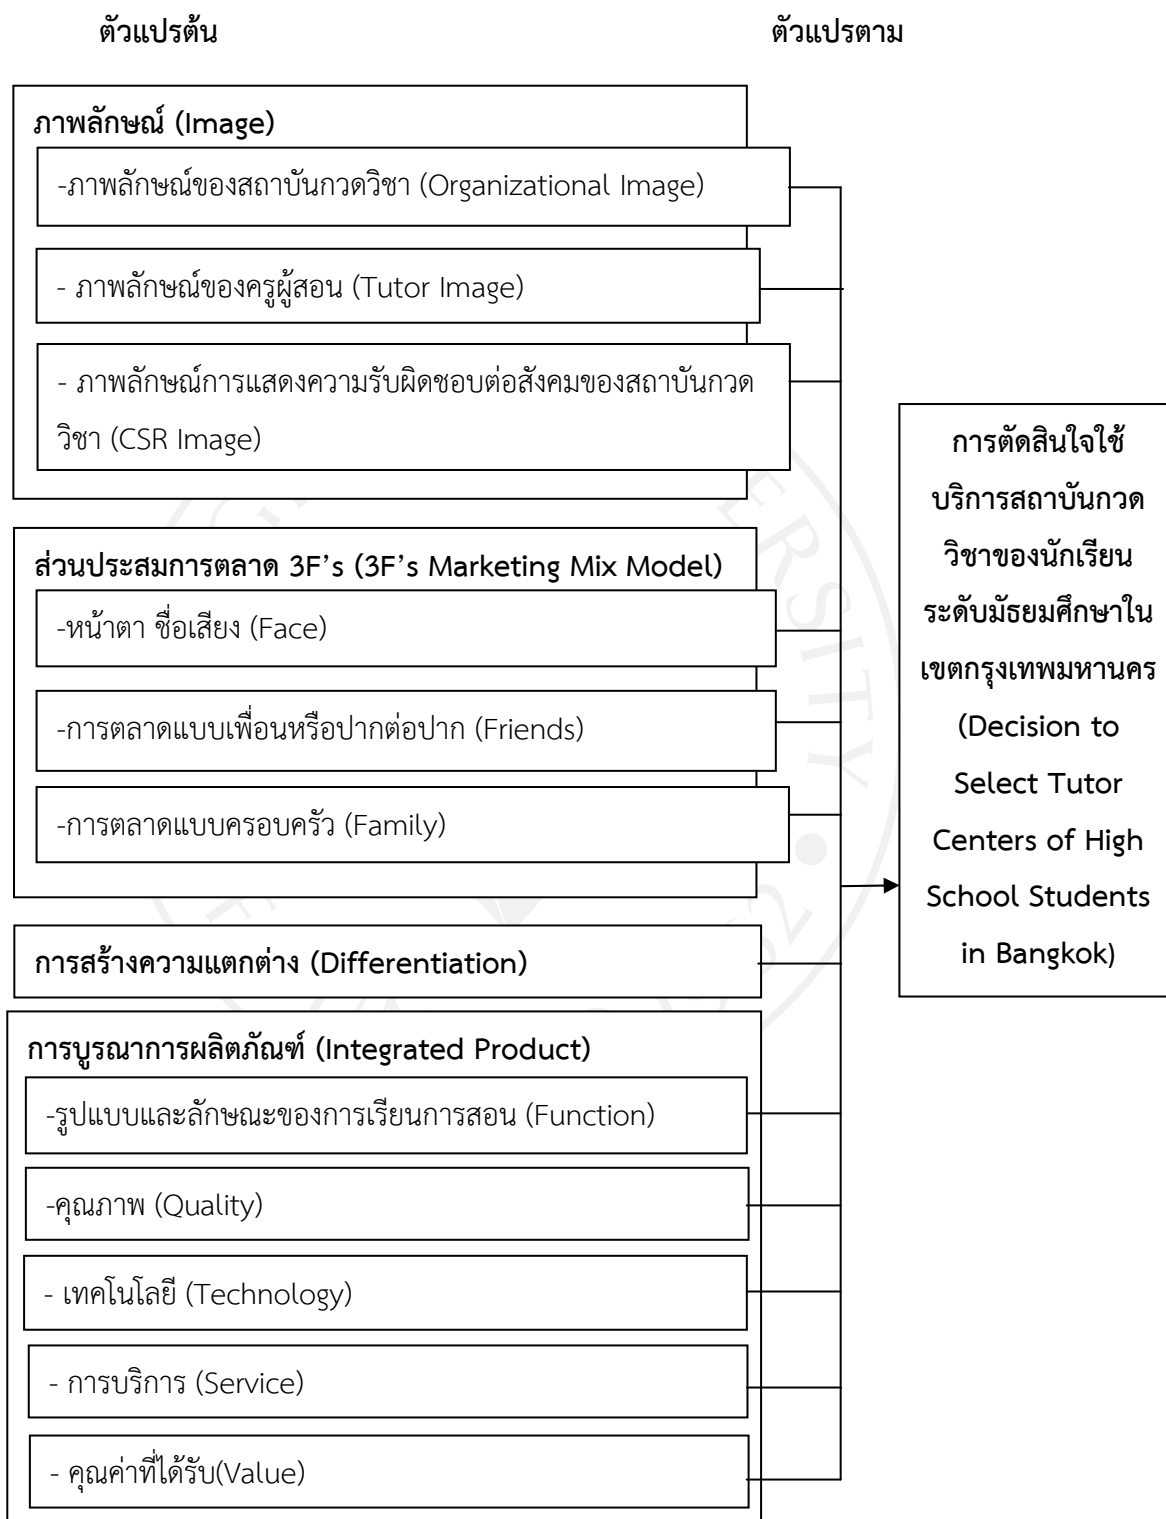 ตัวแปรต้น
ตัวแปรตาม
ภาพลักษณ์ (Image)
-ภาพลักษณ์ของสถาบันกวดวิชา (Organizational Image)
- ภาพลักษณ์ของครูผู้สอน (Tutor Image)
- ภาพลักษณ์การแสดงความรับผิดชอบต่อสังคมของสถาบันกวด
วิชา (CSR Image)
ส่วนประสมการตลาด 3F's (3F's Marketing Mix Model)
-หน้าตา ชื่อเสียง (Face)
-การตลาดแบบเพื่อนหรือปากต่อปาก (Friends)
-การตลาดแบบครอบครัว (Family)
การสร้างความแตกต่าง (Differentiation)
การบูรณาการผลิตภัณฑ์ (Integrated Product)
-รูปแบบและลักษณะของการเรียนการสอน (Function)
-คุณภาพ (Quality)
- เทคโนโลยี (Technology)
- การบริการ (Service)
- คุณค่าที่ได้รับ(Value)
การตัดสินใจใช้
บริการสถาบันกวด
วิชาของนักเรียน
ระดับมัธยมศึกษาใน
เขตกรุงเทพมหานคร
(Decision to
Select Tutor
Centers of High
School Students
in Bangkok)